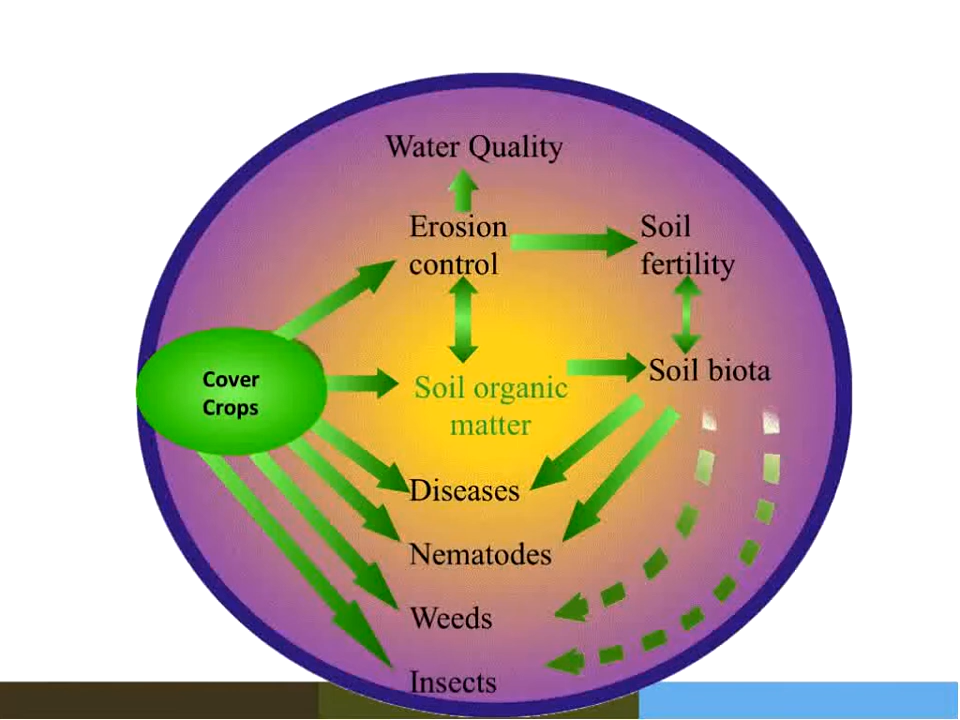 Water Quality
Erosion
control
Soil
fertility
Cover
Crops
Soil organic
matter
Soil biota
Diseases
Nematodes
Weeds
Insects